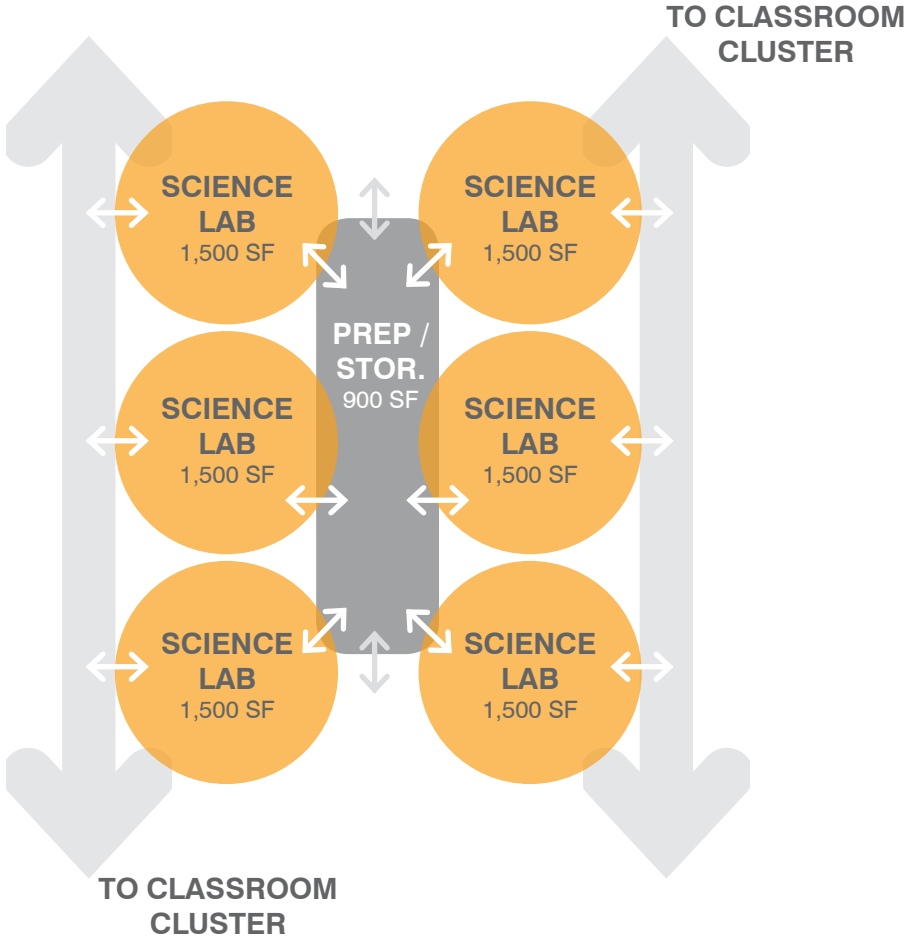 TO CLASSROOM
CLUSTER
SCIENCE
LAB
1,500 SF
SCIENCE
LAB
1,500 SF
PREP /
STOR.
900 SF
SCIENCE
LAB
1,500 SF
SCIENCE
LAB
1,500 SF
SCIENCE
LAB
1,500 SF
SCIENCE
LAB
1,500 SF
TO CLASSROOM
CLUSTER